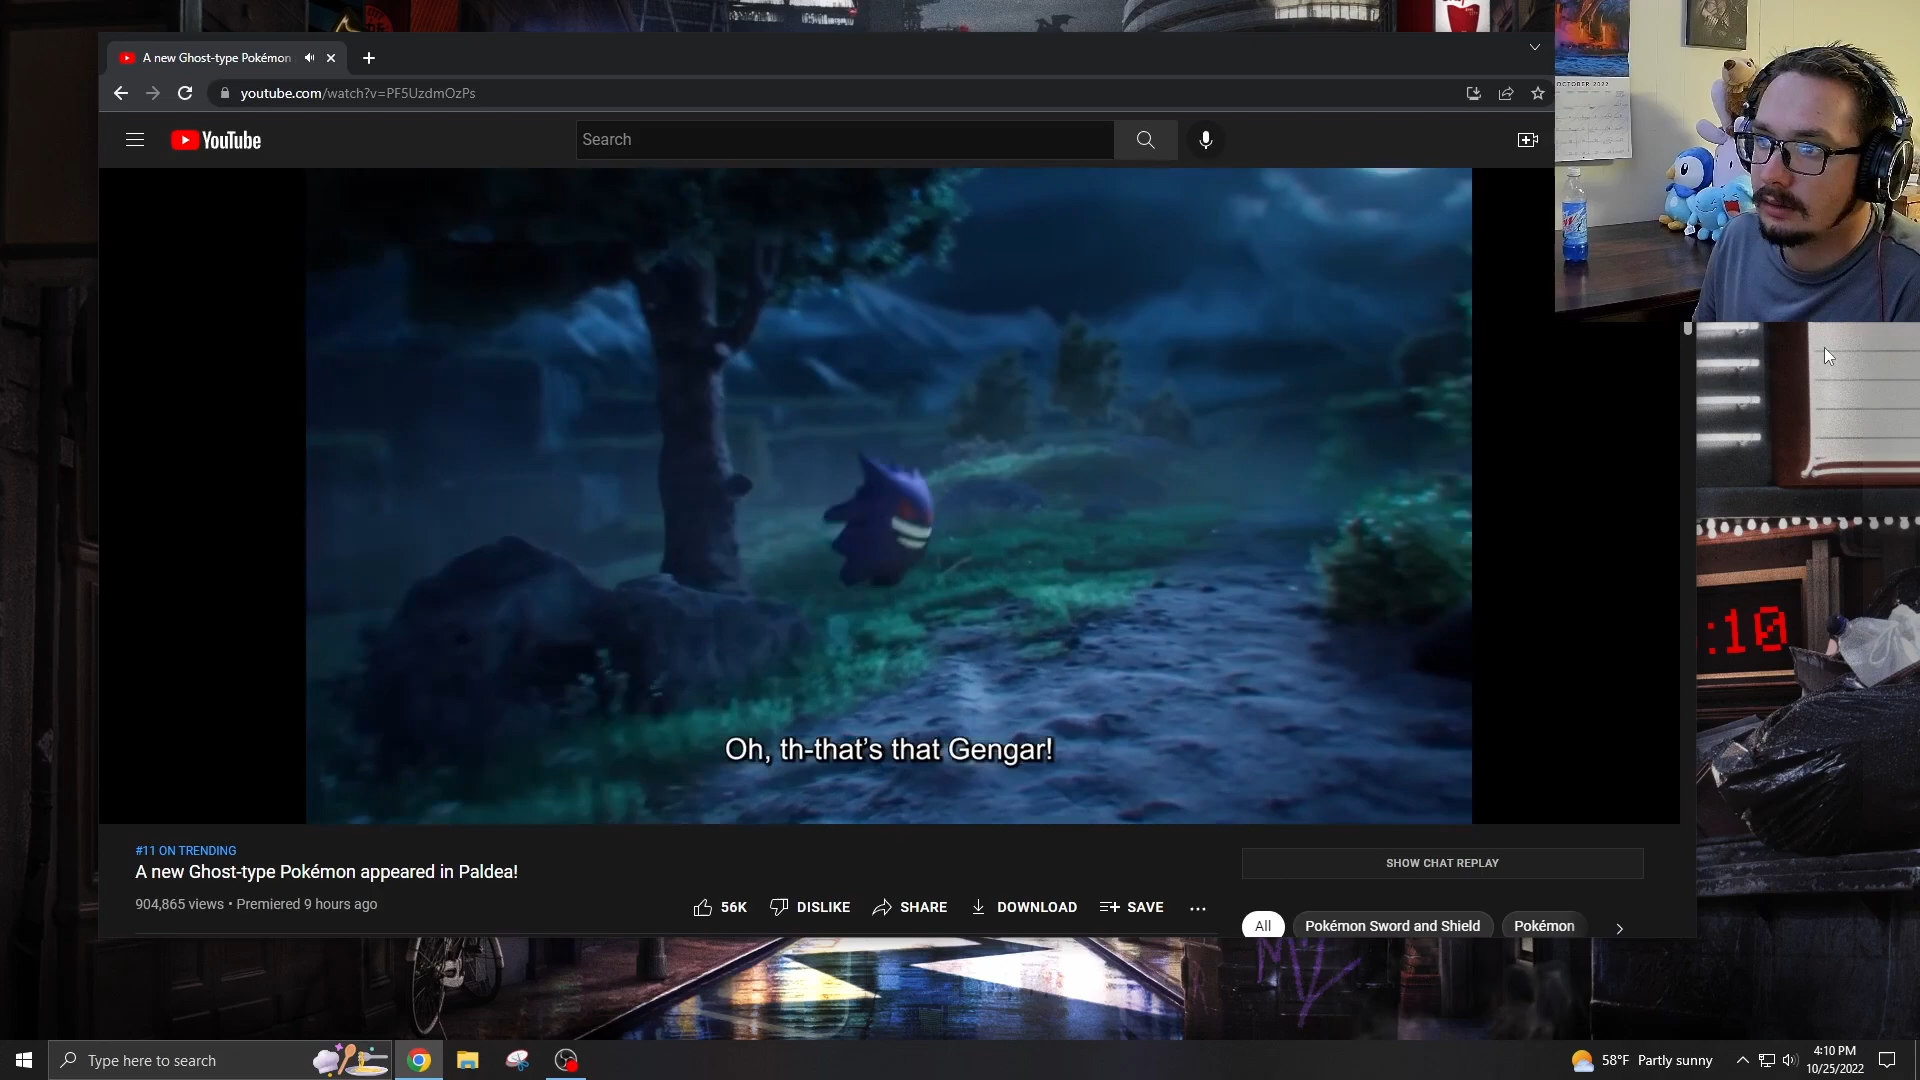 A new Ghost-type Pokémon
youtube.com/watch?v=PF5UzdmOzPs
YouTube
Search
OCTOBER 2022
Oh, th-that's that Gengar!
:10
#11 ON TRENDING
A new Ghost-type Pokémon appeared in Paldea!
904,865 views • Premiered 9 hours ago
56K DISLIKE SHARE DOWNLOAD SAVE
SHOW CHAT REPLAY
All Pokémon Sword and Shield Pokémon
Type here to search
58°F Partly sunny
4:10 PM
10/25/2022